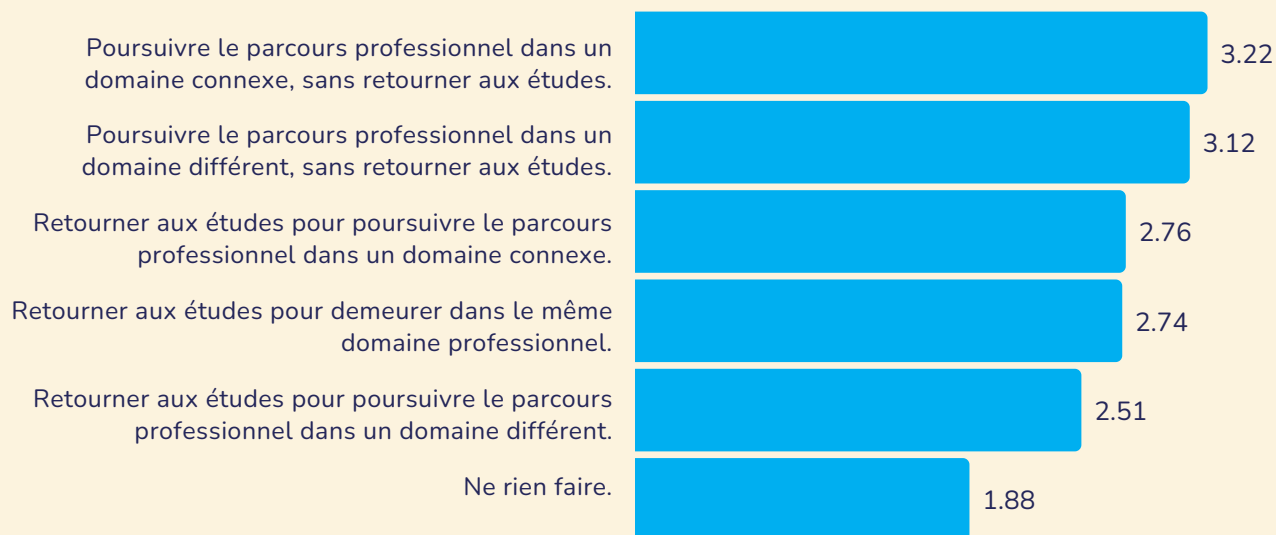 Poursuivre le parcours professionnel dans un
domaine connexe, sans retourner aux études.
3.22
Poursuivre le parcours professionnel dans un
domaine différent, sans retourner aux études.
3.12
Retourner aux études pour poursuivre le parcours
professionnel dans un domaine connexe.
2.76
Retourner aux études pour demeurer dans le même
domaine professionnel.
2.74
Retourner aux études pour poursuivre le parcours
professionnel dans un domaine différent.
2.51
Ne rien faire.
1.88